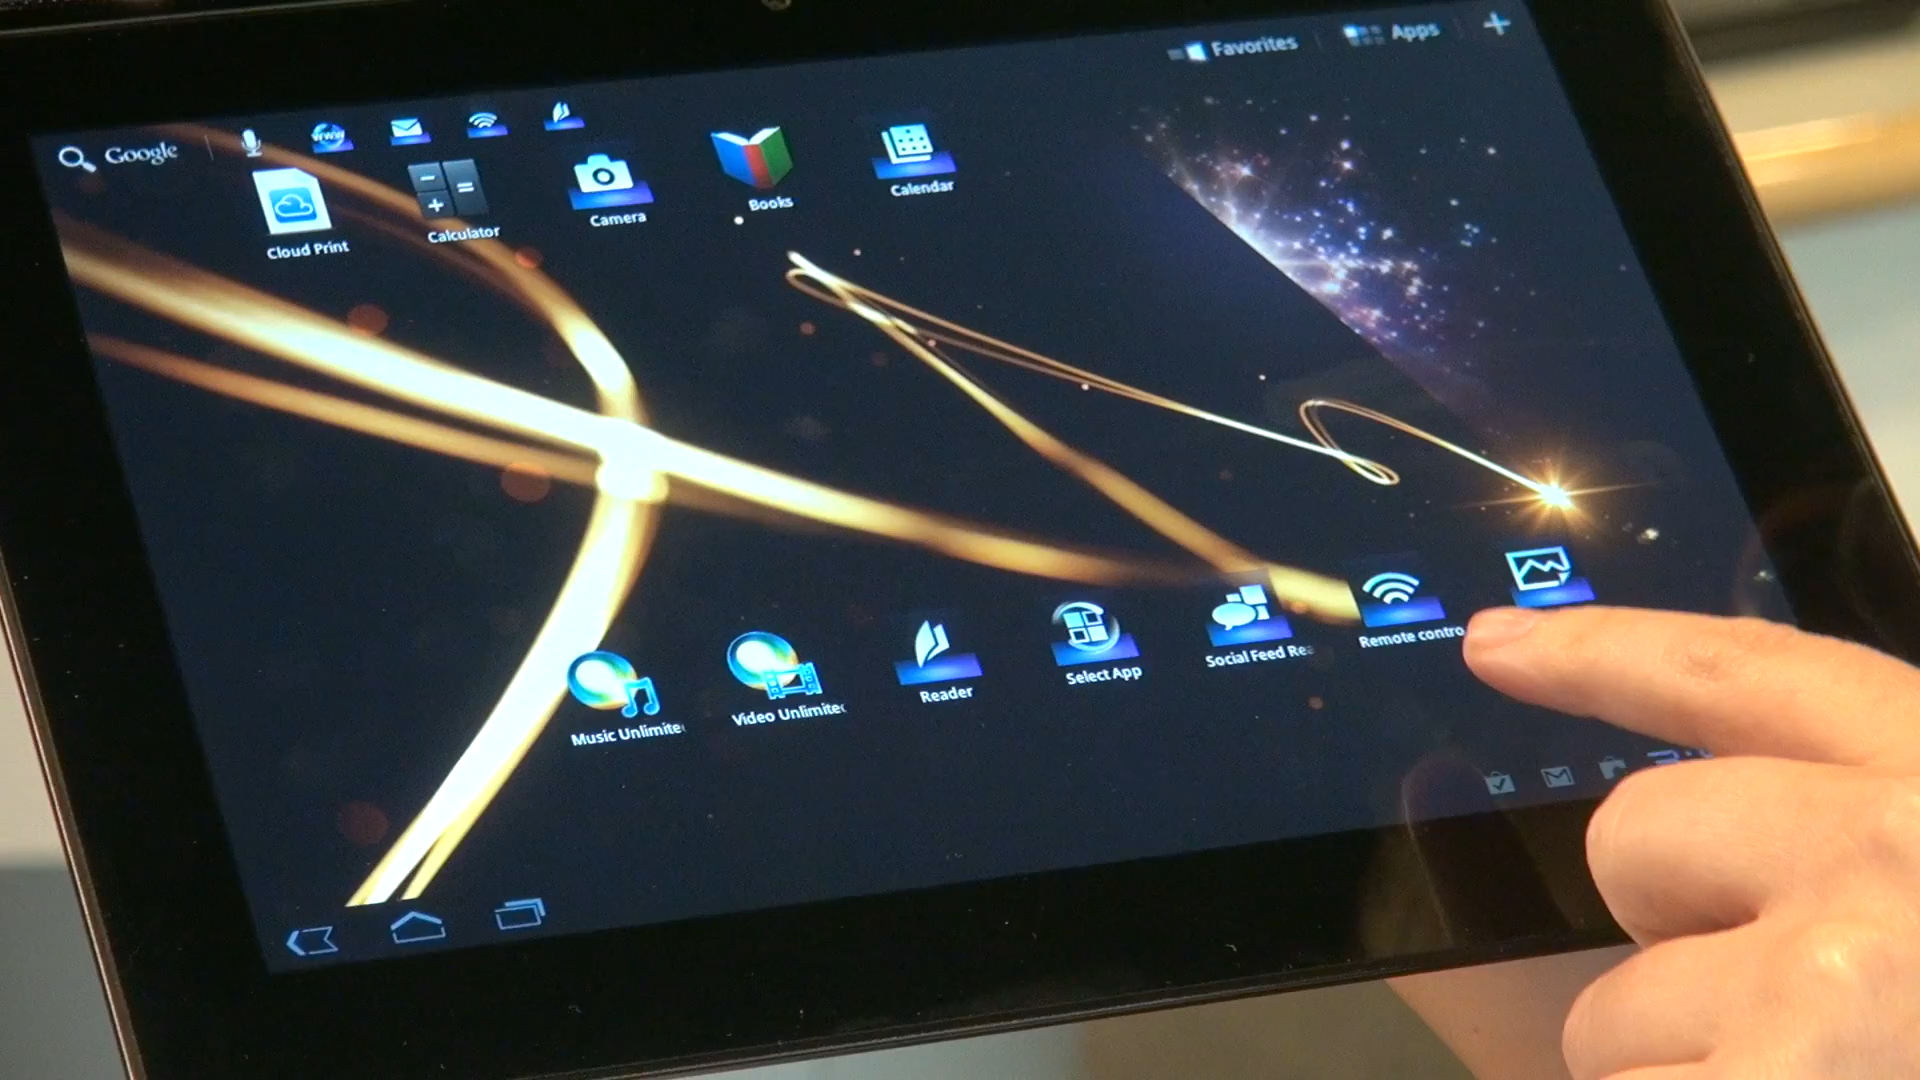 Favorites
Apps
Google
www
Cloud Print
Calculator
Camera
Books
Calendar
Music Unlimite
Video Unlimite
Reader
Select App
Social Feed Re
Remote contro